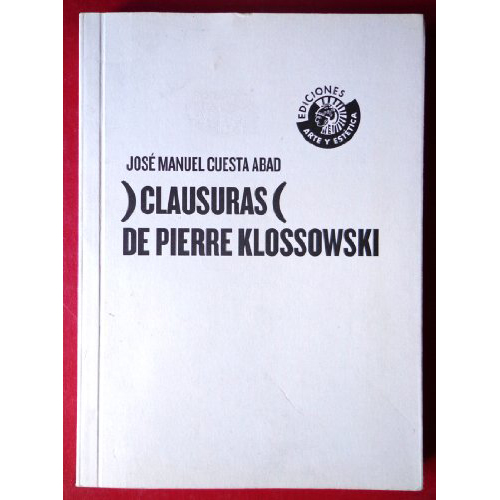 EDICIONES
ARTE Y ESTÉTICA
JOSÉ MANUEL CUESTA ABAD
)CLAUSURAS(
DE PIERRE KLOSSOWSKI